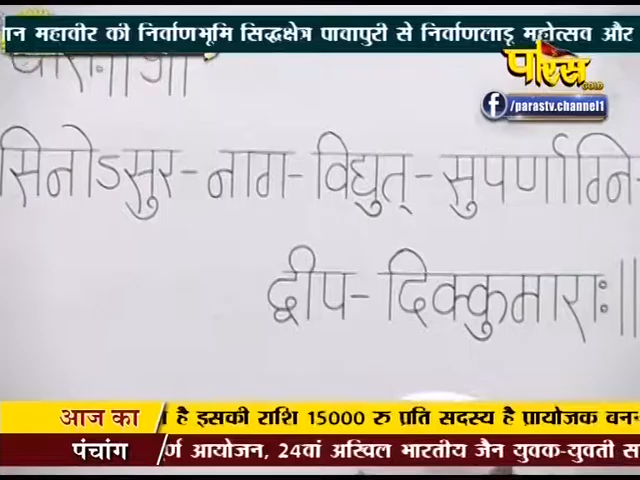 महावीर की निर्वाणभूमि सिद्धक्षेत्र पावापुरी से निर्वाणलाडू महोत्सव और
पारस
GOLD
f /parastv.channel1
सिनोऽसुर-नाग-विद्युत्-सुपर्णाग्नि-
द्वीप-दिक्कुमाराः||
आज का
है इसकी राशि 15000 रु प्रति सदस्य है प्रायोजक
पंचांग
आयोजन, 24वां अखिल भारतीय जैन युवक-युवती